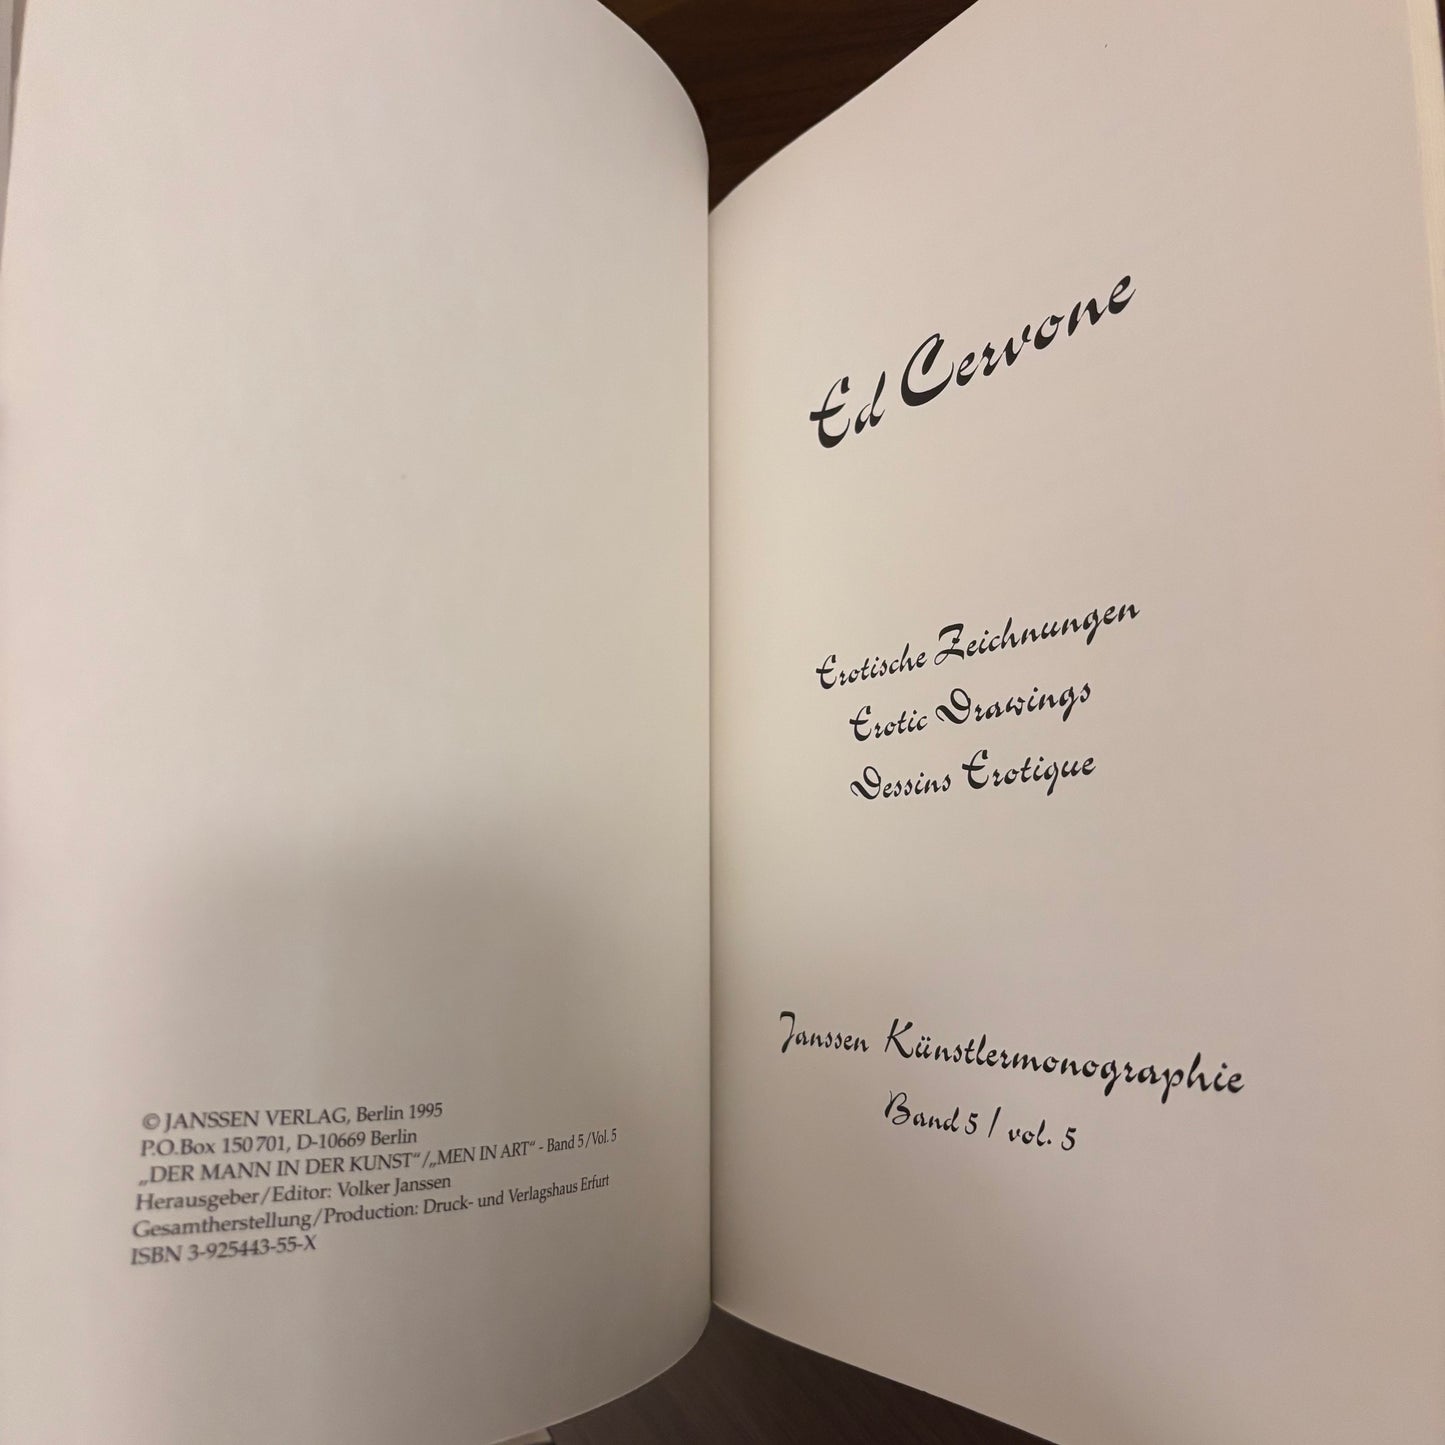 © JANSSEN VERLAG, Berlin 1995
P.O.Box 150701, D-10669 Berlin
„DER MANN IN DER KUNST“/„MEN IN ART“ - Band 5/Vol. 5
Herausgeber/Editor: Volker Janssen
Gesamtherstellung/Production: Druck- und Verlagshaus Erfurt
ISBN 3-925443-55-X
Ed Cervone
Erotische Zeichnungen
Erotic Drawings
Dessins Erotique
Janssen Künstlermonographie
Band 5 / vol. 5